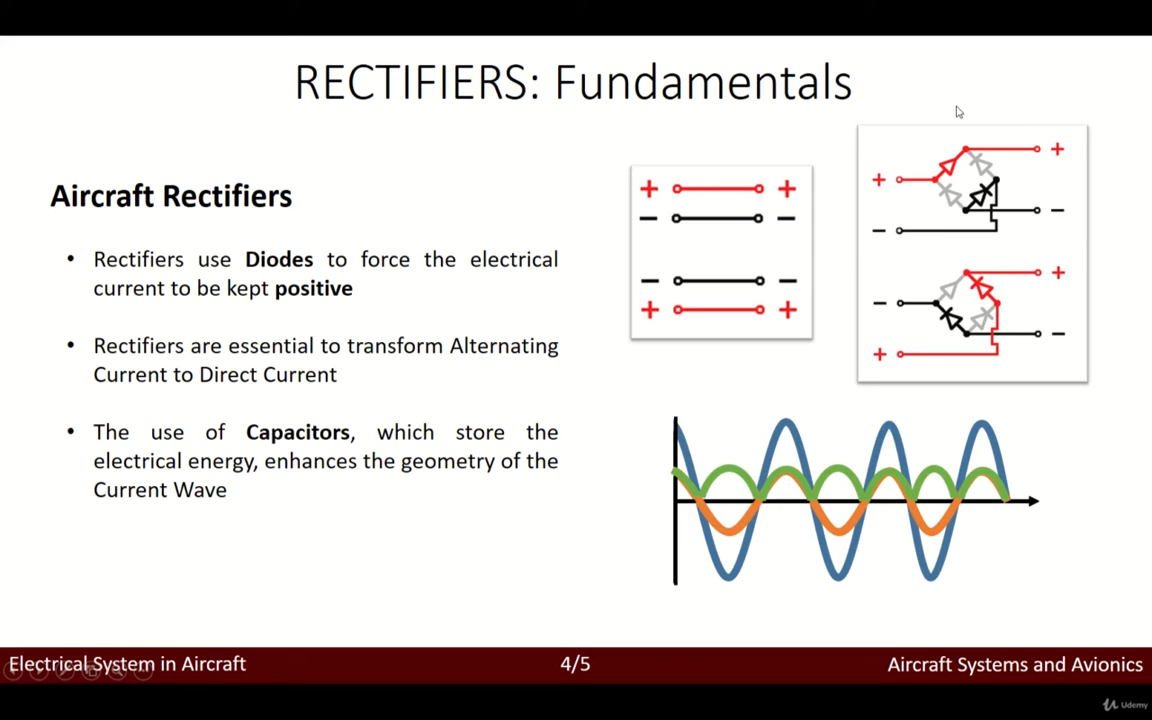 RECTIFIERS: Fundamentals
Aircraft Rectifiers
• Rectifiers use Diodes to force the electrical
current to be kept positive
• Rectifiers are essential to transform Alternating
Current to Direct Current
• The use of Capacitors, which store the
electrical energy, enhances the geometry of the
Current Wave
+ +
− −
− −
+ +
+ +
− −
− +
+ −
Electrical System in Aircraft
4/5
Aircraft Systems and Avionics
Udemy